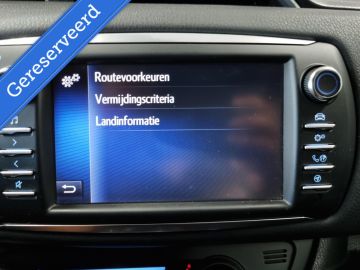 Gereserveerd
Routevoorkeuren
Vermijdingscriteria
Landinformatie